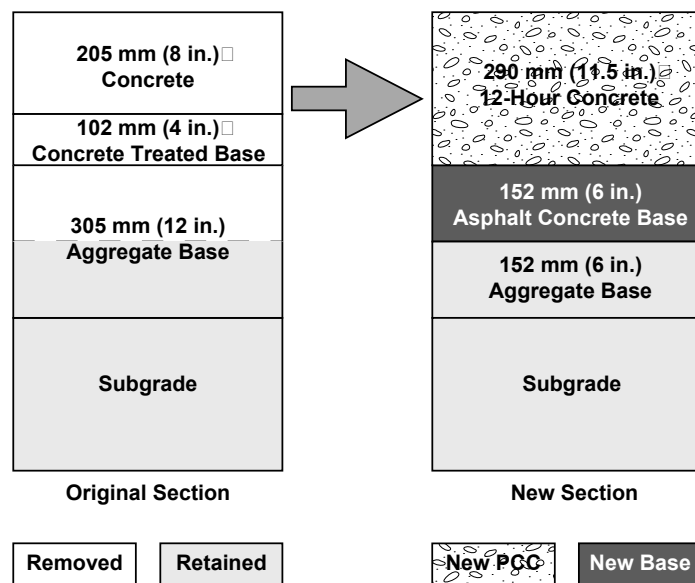 205 mm (8 in.)
Concrete
102 mm (4 in.)
Concrete Treated Base
305 mm (12 in.)
Aggregate Base
Subgrade
Original Section
Removed
Retained
290 mm (11.5 in.)
12-Hour Concrete
152 mm (6 in.)
Asphalt Concrete Base
152 mm (6 in.)
Aggregate Base
Subgrade
New Section
New PCC
New Base